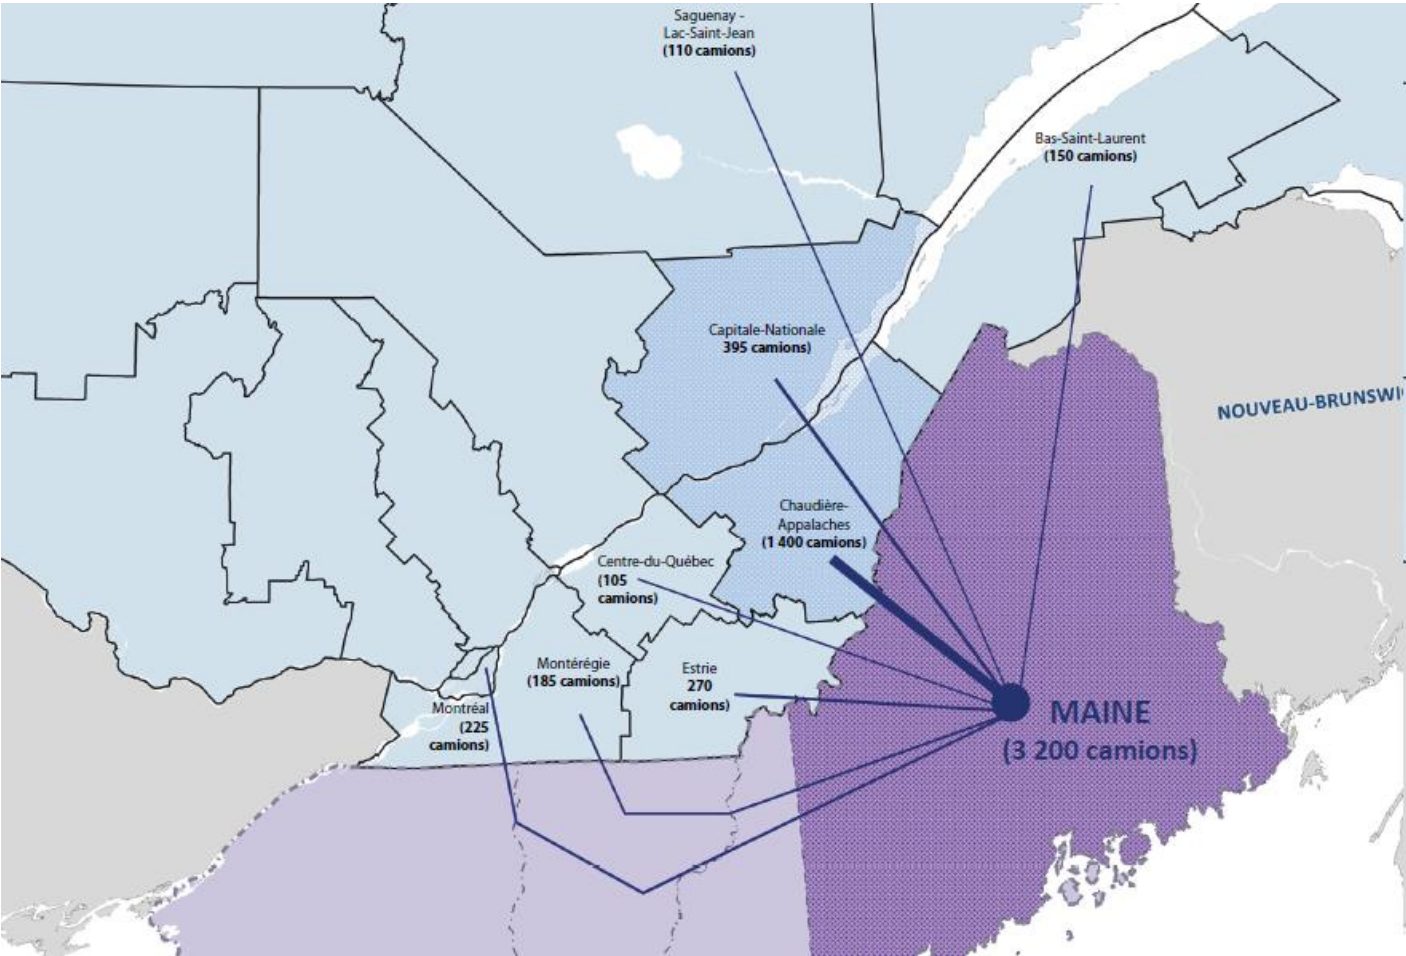 Saguenay -
Lac-Saint-Jean
(110 camions)
Bas-Saint-Laurent
(150 camions)
Capitale-Nationale
395 camions)
NOUVEAU-BRUNSWI
Chaudière-
Appalaches
(1 400 camions)
Centre-du-Québec
(105
camions)
Montérégie
(185 camions)
Estrie
270
camions)
Montréal
(225
camions)
MAINE
(3 200 camions)